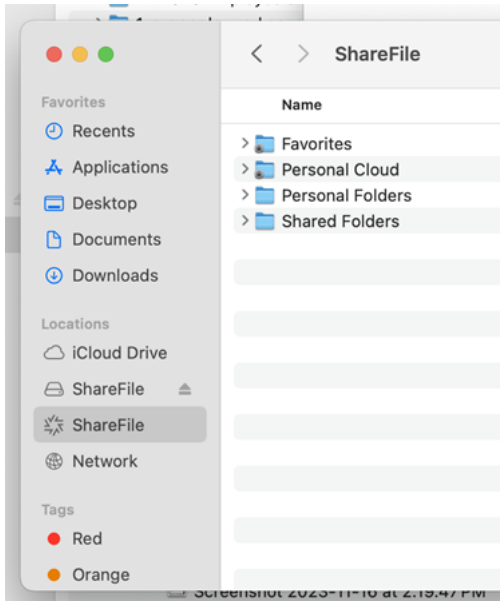 ShareFile
Favorites
Recents
Applications
Desktop
Documents
Downloads
Locations
iCloud Drive
ShareFile
ShareFile
Network
Tags
Red
Orange
Name
Favorites
Personal Cloud
Personal Folders
Shared Folders
Screenshot 2023-11-16 at 2.19.47 PM